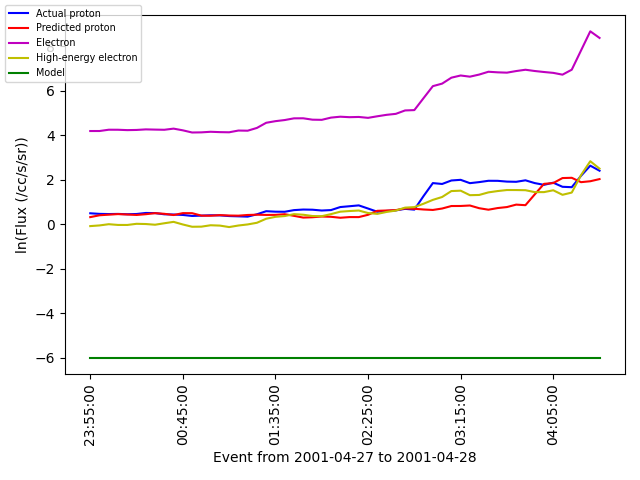 Actual proton
Predicted proton
Electron
High-energy electron
Model
8
6
4
2
0
−2
−4
−6
ln(Flux (/cc/s/sr))
23:55:00
00:45:00
01:35:00
02:25:00
03:15:00
04:05:00
Event from 2001-04-27 to 2001-04-28